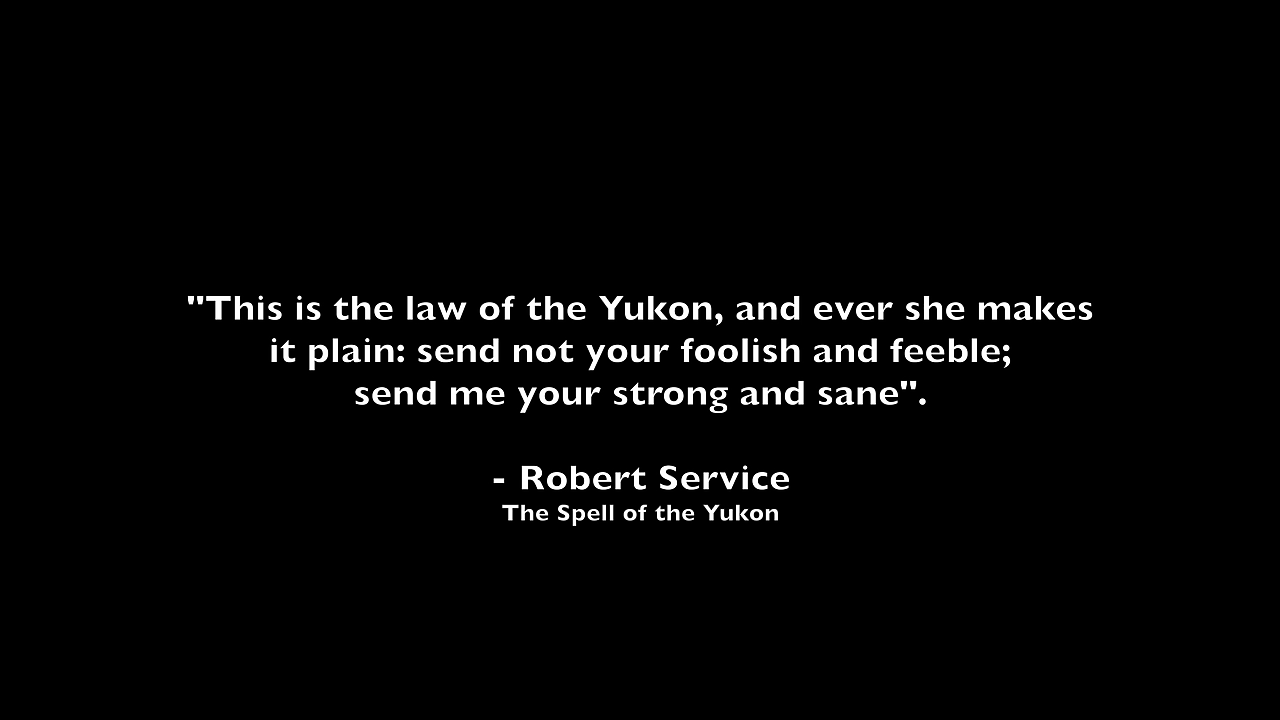 "This is the law of the Yukon, and ever she makes
it plain: send not your foolish and feeble;
send me your strong and sane".
- Robert Service
The Spell of the Yukon